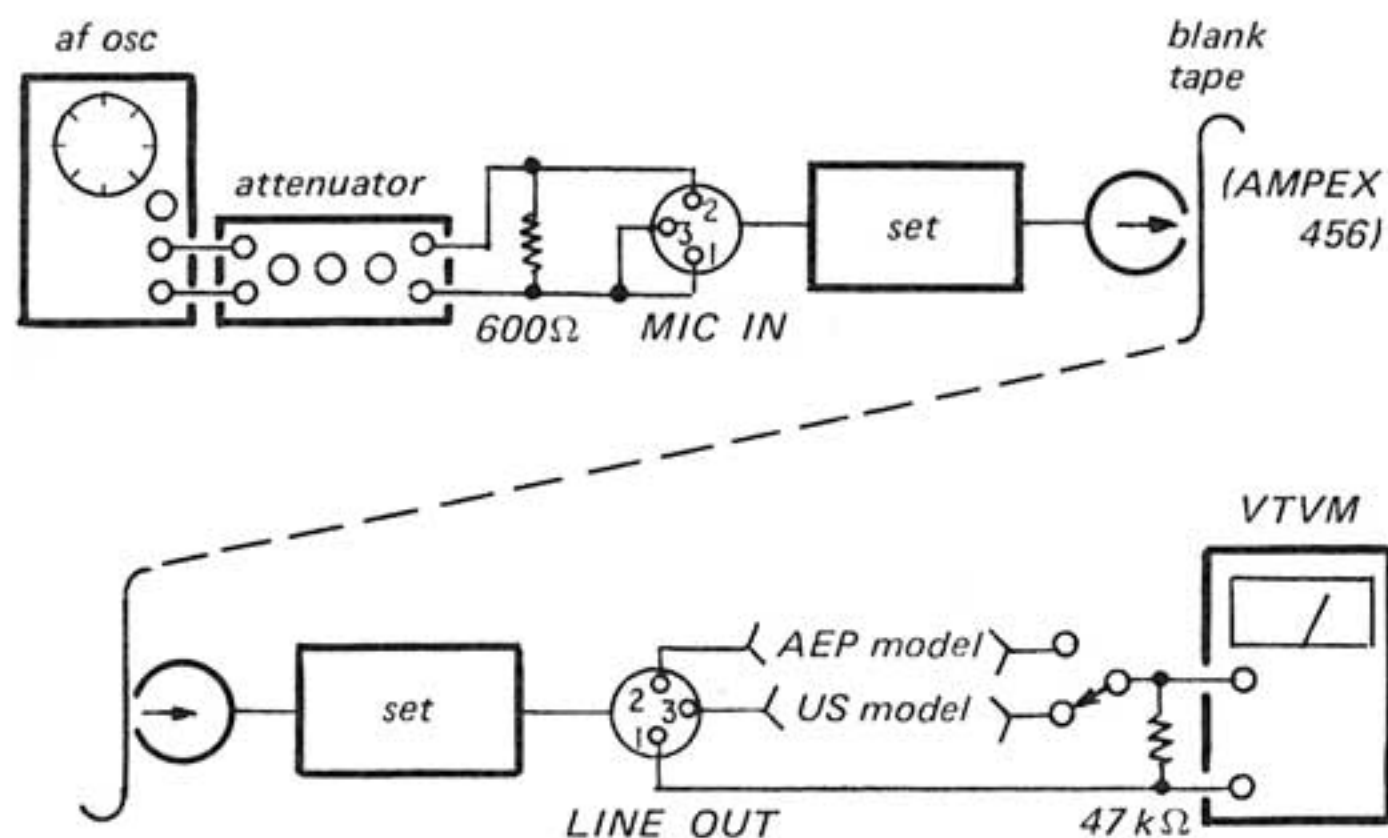 af osc
blank
tape
attenuator
(AMPEX
456)
2
3
1
set
600Ω
MIC IN
VTVM
AEP model
US model
set
2
3
1
47kΩ
LINE OUT